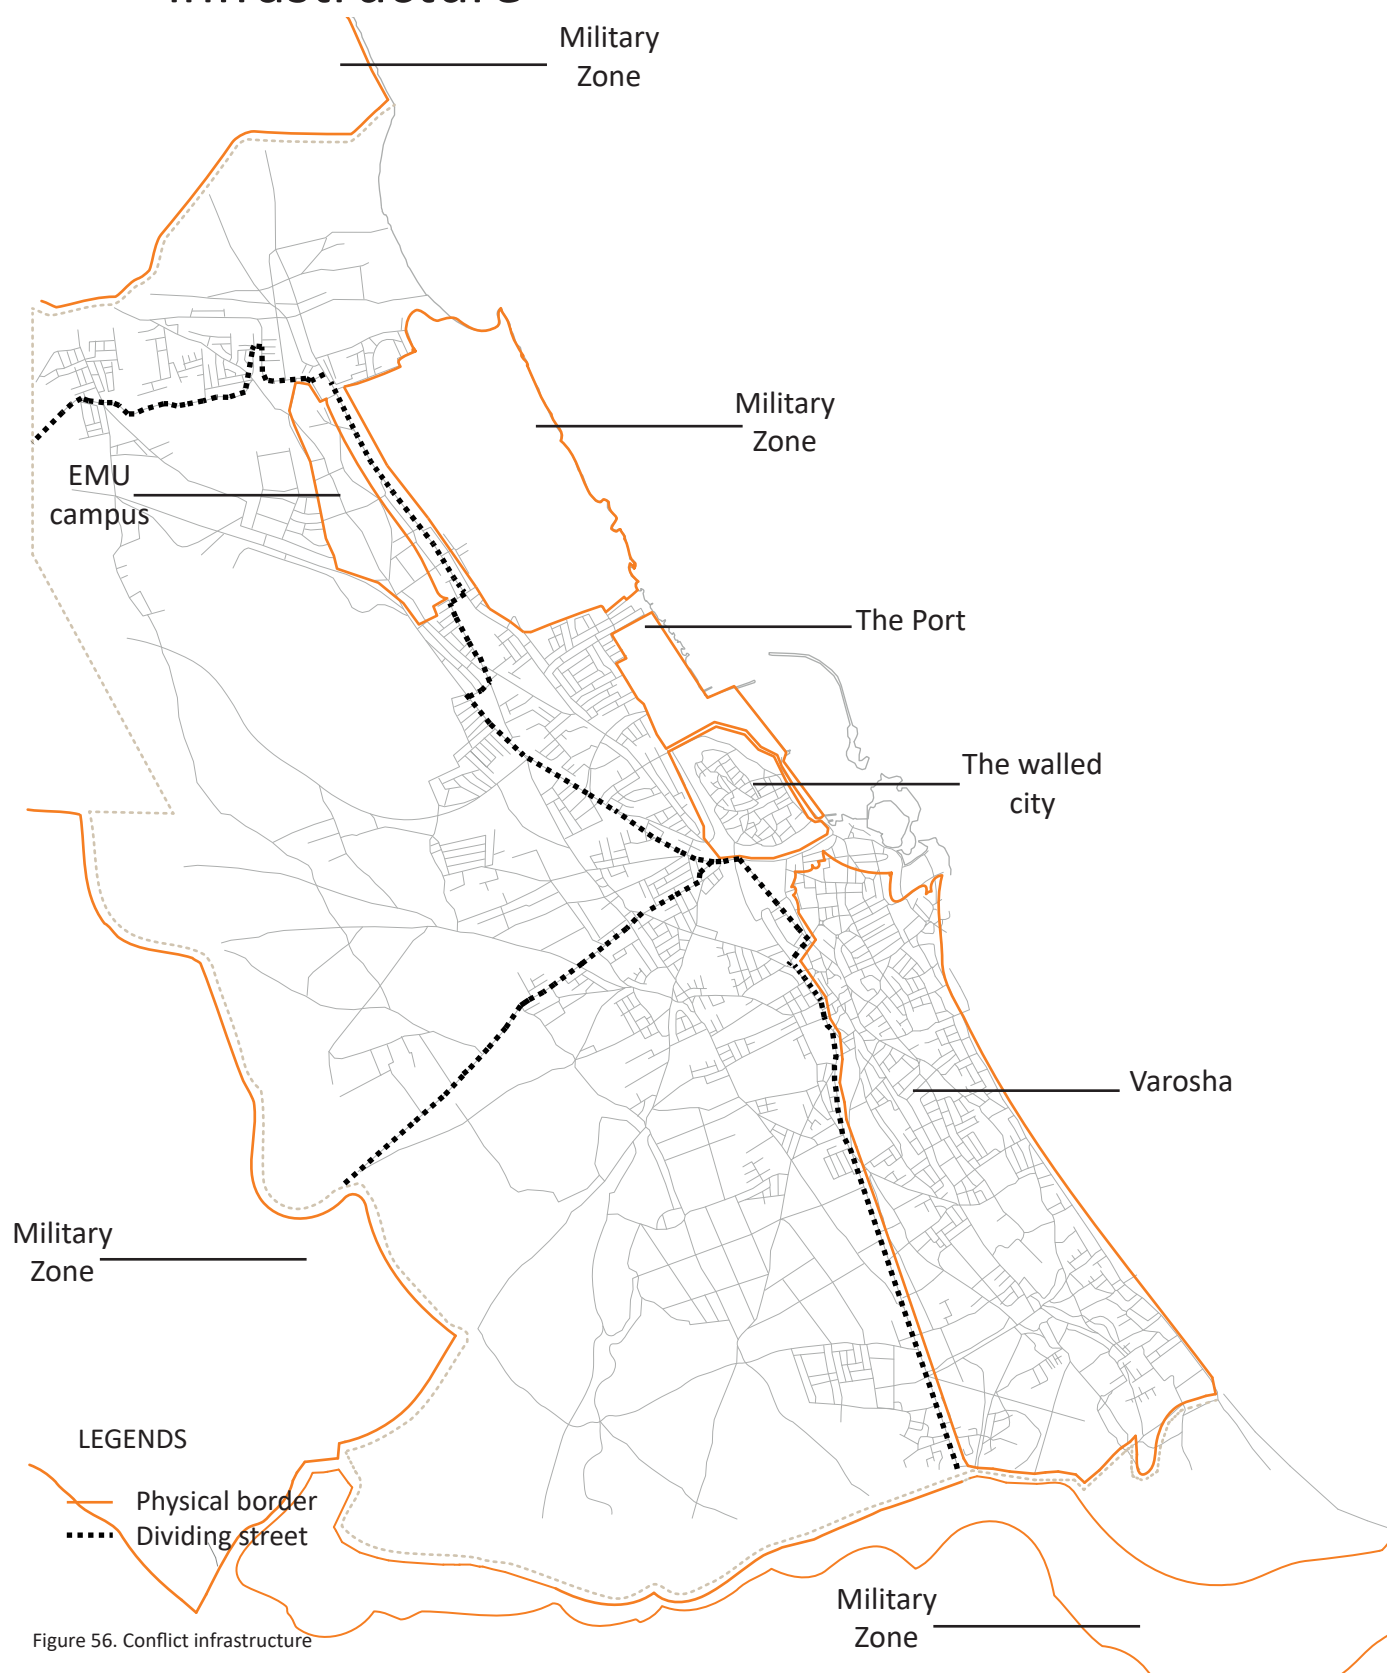 Infrastructure
Military
Zone
Military
Zone
EMU
campus
The Port
The walled
city
Varosha
Military
Zone
LEGENDS
Physical border
Dividing street
Military
Zone
Figure 56. Conflict infrastructure